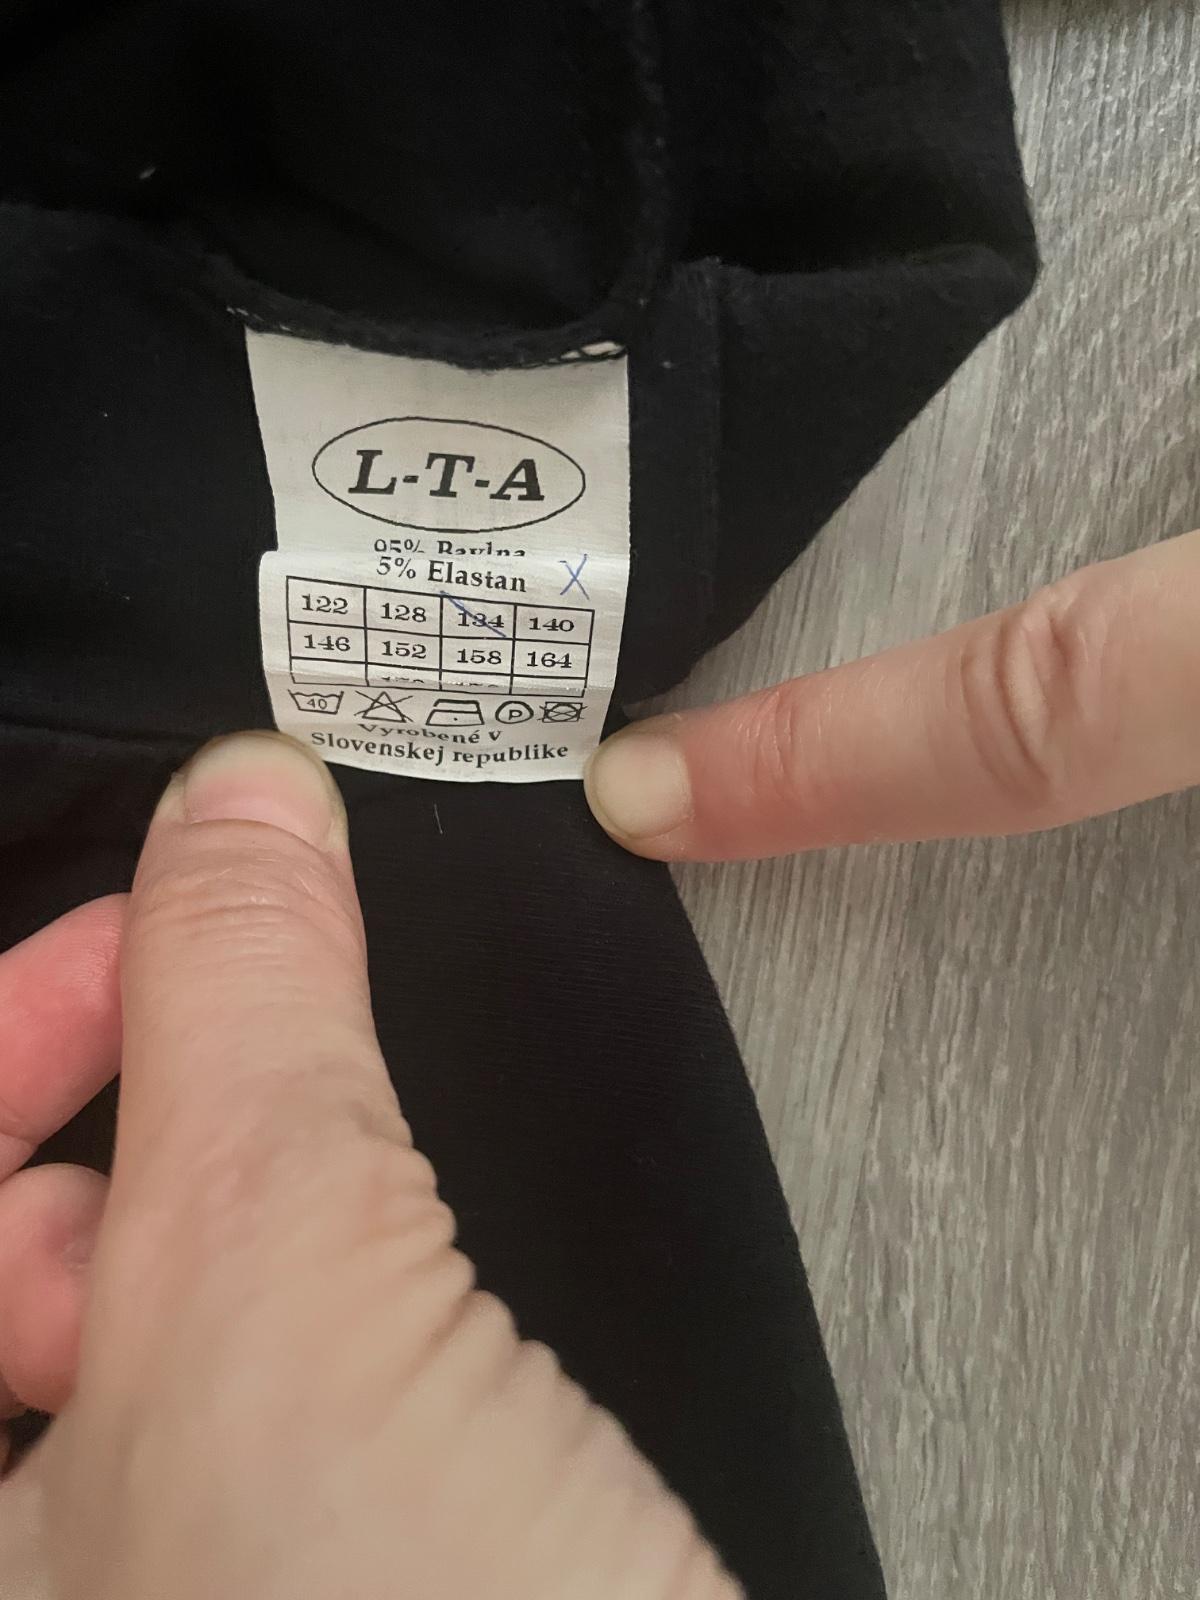 L-T-A
95% Bavlna
5% Elastan X
122 128 134 140
146 152 158 164
40 P
Vyrobené v
Slovenskej republike